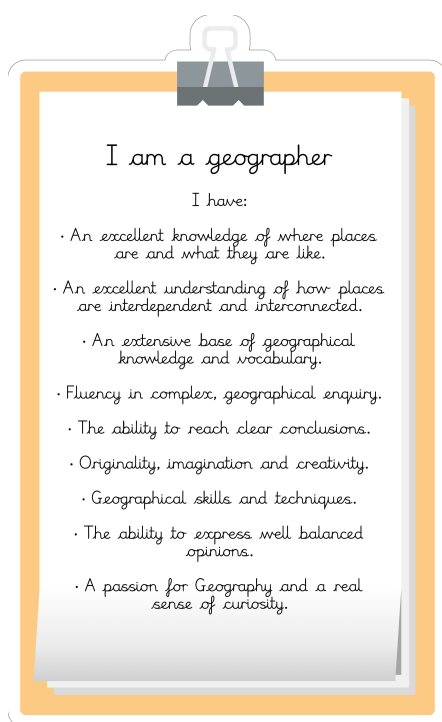 I am a geographer
I have:
• An excellent knowledge of where places
are and what they are like.
• An excellent understanding of how places
are interdependent and interconnected.
• An extensive base of geographical
knowledge and vocabulary.
• Fluency in complex, geographical enquiry.
• The ability to reach clear conclusions.
• Originality, imagination and creativity.
• Geographical skills and techniques.
• The ability to express well balanced
opinions.
• A passion for Geography and a real
sense of curiosity.